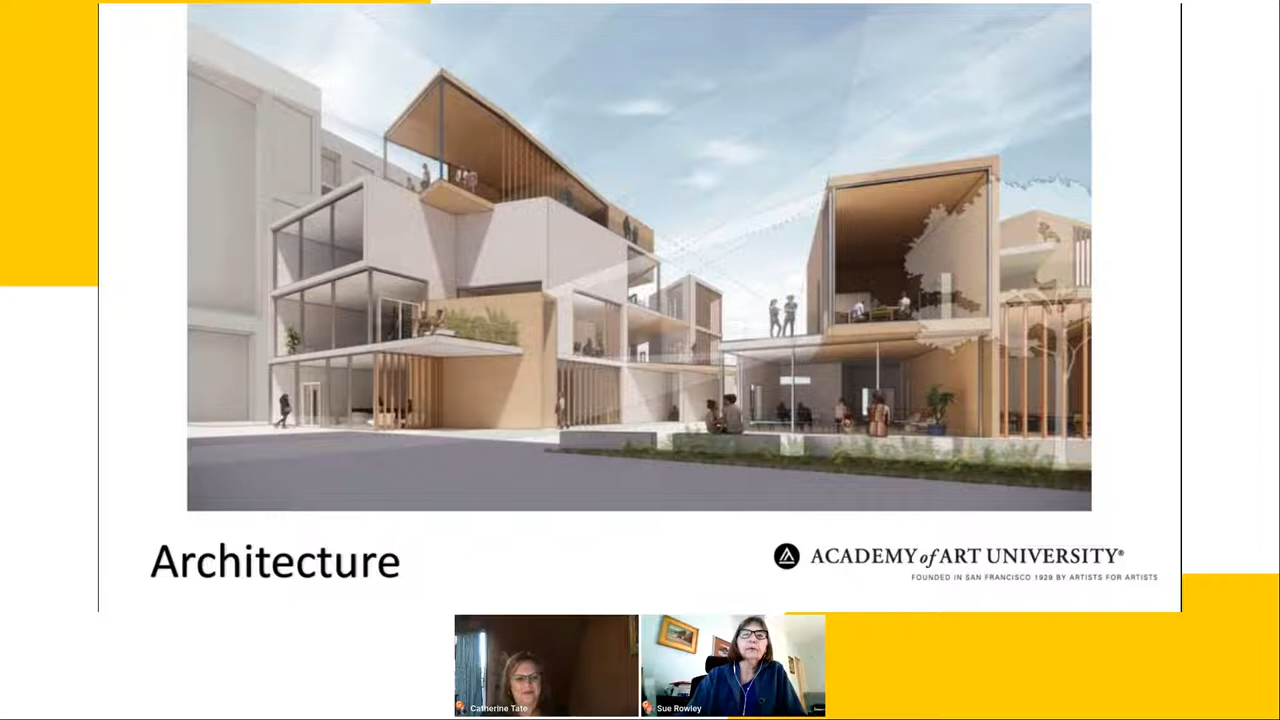 Architecture
ACADEMY of ART UNIVERSITY®
FOUNDED IN SAN FRANCISCO 1929 BY ARTISTS FOR ARTISTS
Catherine Tate
Sue Rowley